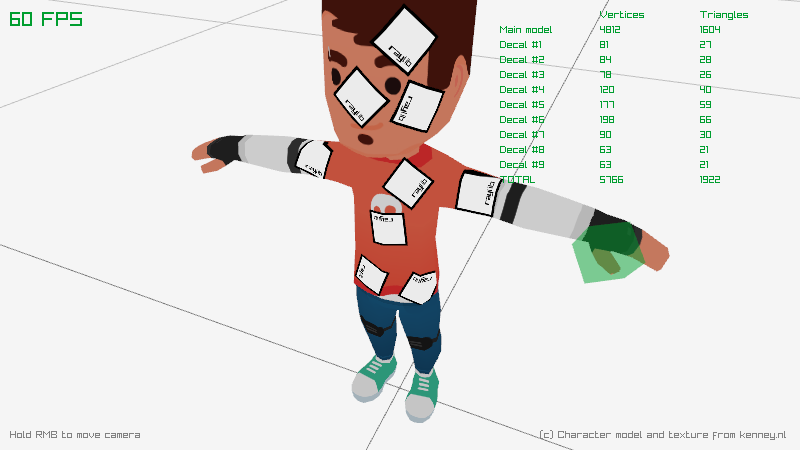 60 FPS
Vertices Triangles
Main model 4812 1604
Decal #1 81 27
Decal #2 84 28
Decal #3 78 26
Decal #4 120 40
Decal #5 177 59
Decal #6 198 66
Decal #7 90 30
Decal #8 63 21
Decal #9 63 21
TOTAL 5766 1922
raylib
raylib
raylib
raylib
raylib
raylib
raylib
raylib
raylib
Hold RMB to move camera
(c) Character model and texture from kenney.nl